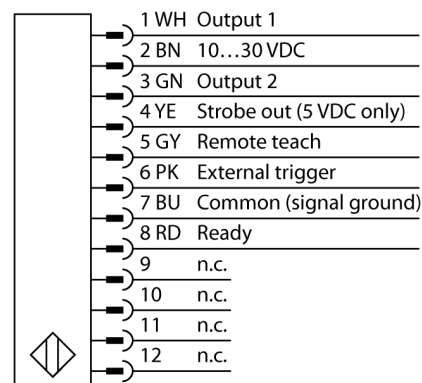 1 WH Output 1
2 BN 10…30 VDC
3 GN Output 2
4 YE Strobe out (5 VDC only)
5 GY Remote teach
6 PK External trigger
7 BU Common (signal ground)
8 RD Ready
9 n.c.
10 n.c.
11 n.c.
12 n.c.